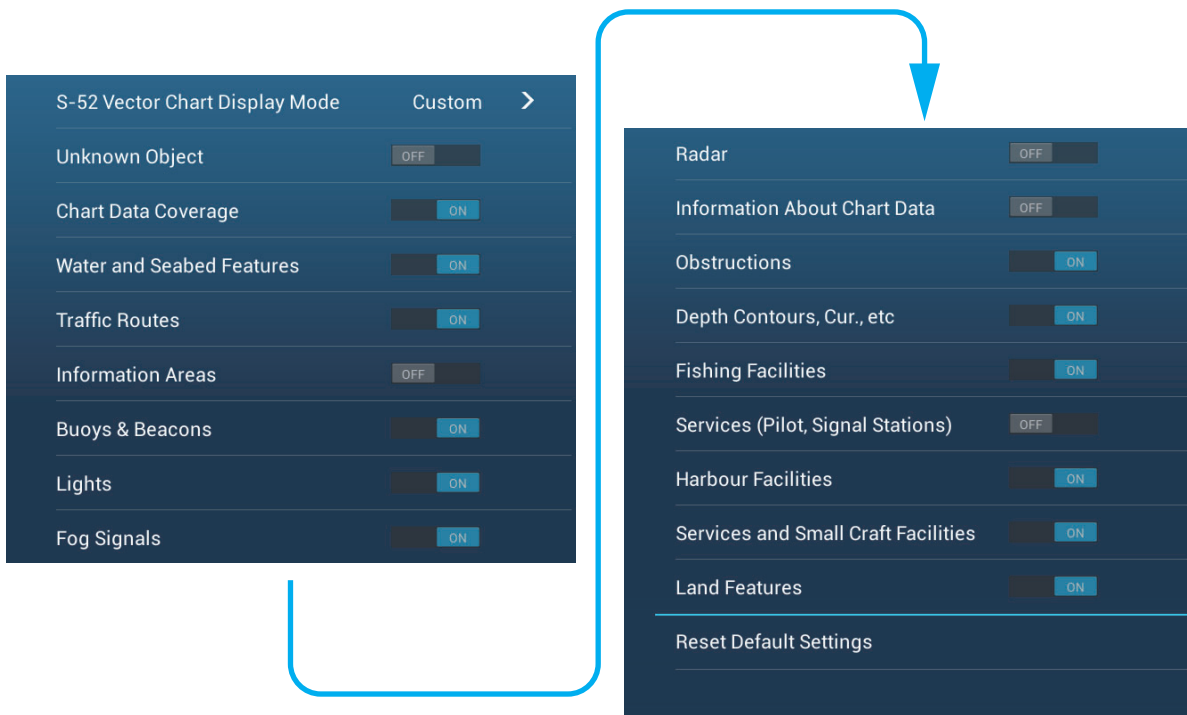 S-52 Vector Chart Display Mode Custom
Unknown Object OFF
Chart Data Coverage ON
Water and Seabed Features ON
Traffic Routes ON
Information Areas OFF
Buoys & Beacons ON
Lights ON
Fog Signals ON
Radar OFF
Information About Chart Data OFF
Obstructions ON
Depth Contours, Cur., etc ON
Fishing Facilities ON
Services (Pilot, Signal Stations) OFF
Harbour Facilities ON
Services and Small Craft Facilities ON
Land Features ON
Reset Default Settings